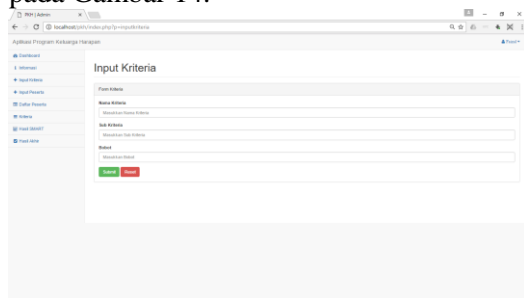 pada Gambar 14.
PKH | Admin
localhost/pkh/index.php?p=inputkriteria
Aplikasi Program Keluarga Harapan
Dashboard
Informasi
Input Kriteria
Input Peserta
Daftar Peserta
Kriteria
Hasil SMART
Hasil Akhir
Input Kriteria
Form Kriteria
Nama Kriteria
Masukkan Nama Kriteria
Sub Kriteria
Masukkan Sub Kriteria
Bobot
Masukkan Bobot
Submit Reset